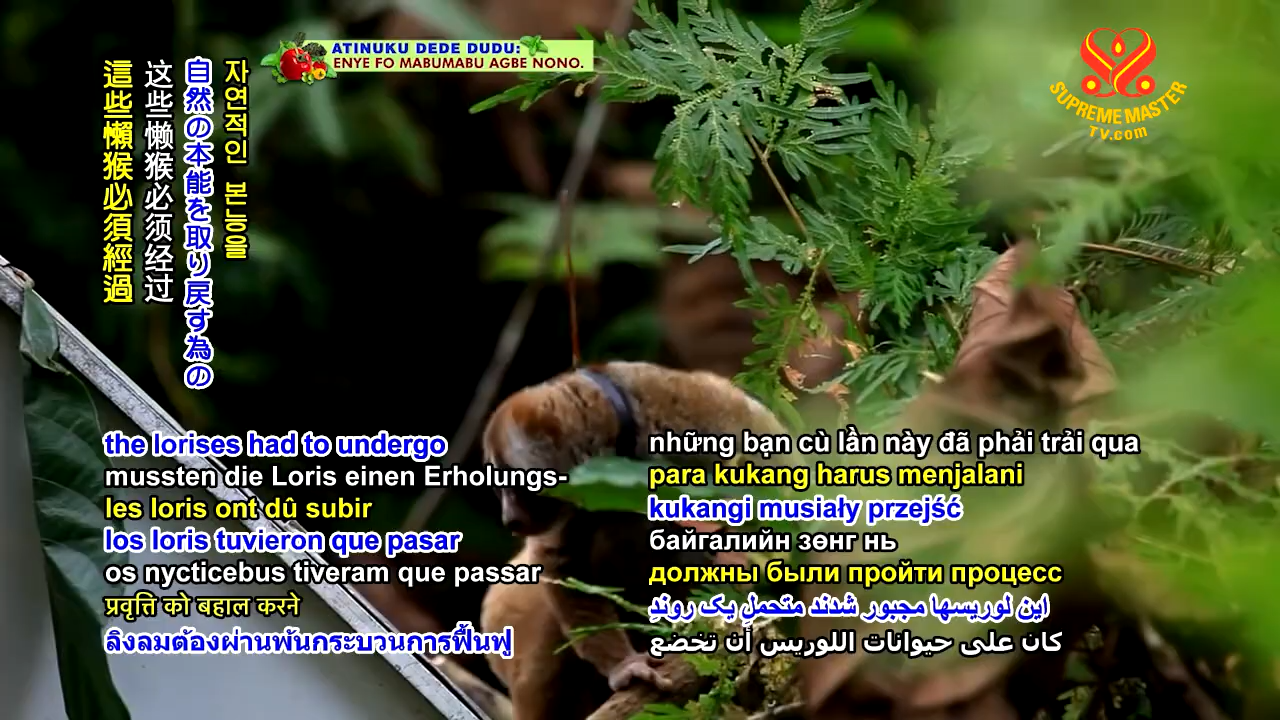 ATINUKU DEDE DUDU:
ENYE FO MABUMABU AGBE NONO.
SUPREME MASTER
TV.com
자연적인 본능을
自然の本能を取り戻す為の
这些懒猴必须经过
這些懶猴必須經過
the lorises had to undergo
mussten die Loris einen Erholungs-
les loris ont dû subir
los loris tuvieron que pasar
os nycticebus tiveram que passar
प्रवृत्ति को बहाल करने
ลิงลมต้องผ่านพ้นกระบวนการฟื้นฟู
những bạn cù lần này đã phải trải qua
para kukang harus menjalani
kukangi musiały przejść
байгалийн зөнг нь
должны были пройти процесс
این لوریسها مجبور شدند متحملِ یک روندِ
كان على حيوانات اللوريس أن تخضع